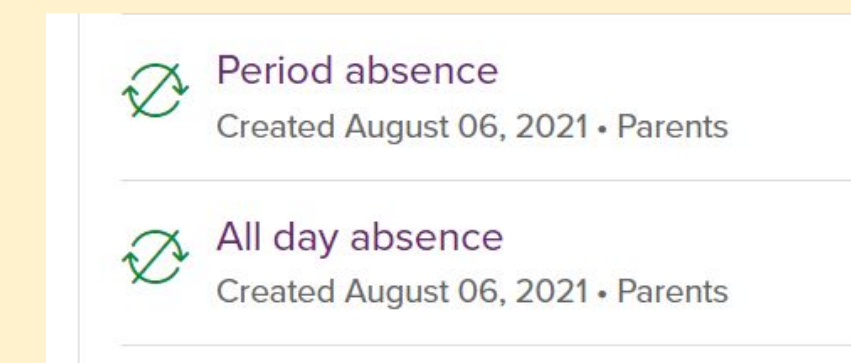 Period absence
Created August 06, 2021 • Parents
All day absence
Created August 06, 2021 • Parents